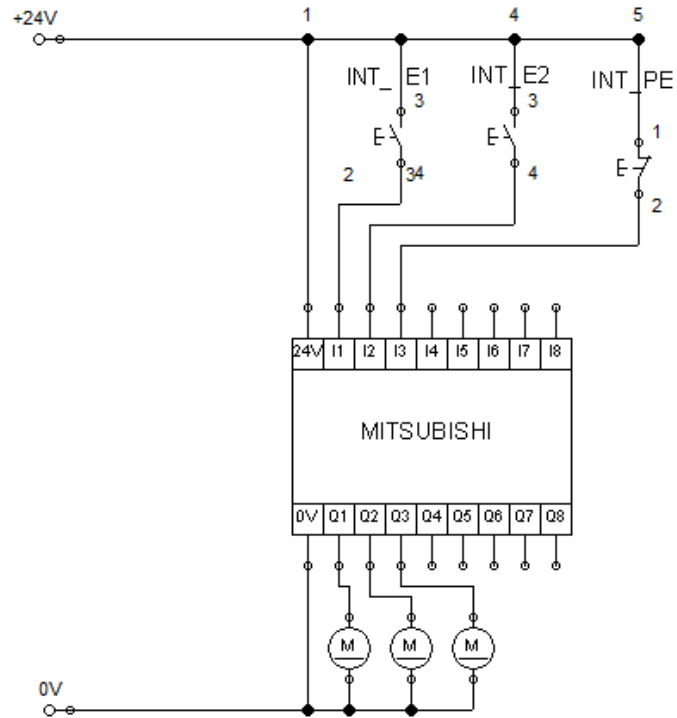 +24V 1 4 5
INT_ E1 INT_E2 INT_PE
3 3
1
E E E
2 34 4
2
24V I1 I2 I3 I4 I5 I6 I7 I8
MITSUBISHI
0V Q1 Q2 Q3 Q4 Q5 Q6 Q7 Q8
M M M
0V